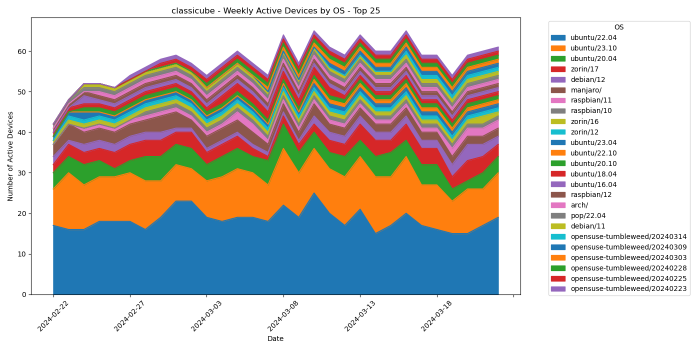 classicube - Weekly Active Devices by OS - Top 25
Number of Active Devices
60
50
40
30
20
10
0
2024-02-22
2024-02-27
2024-03-03
2024-03-08
2024-03-13
2024-03-18
Date
OS
ubuntu/22.04
ubuntu/23.10
ubuntu/20.04
zorin/17
debian/12
manjaro/
raspbian/11
raspbian/10
zorin/16
zorin/12
ubuntu/23.04
ubuntu/22.10
ubuntu/20.10
ubuntu/18.04
ubuntu/16.04
raspbian/12
arch/
pop/22.04
debian/11
opensuse-tumbleweed/20240314
opensuse-tumbleweed/20240309
opensuse-tumbleweed/20240303
opensuse-tumbleweed/20240228
opensuse-tumbleweed/20240225
opensuse-tumbleweed/20240223